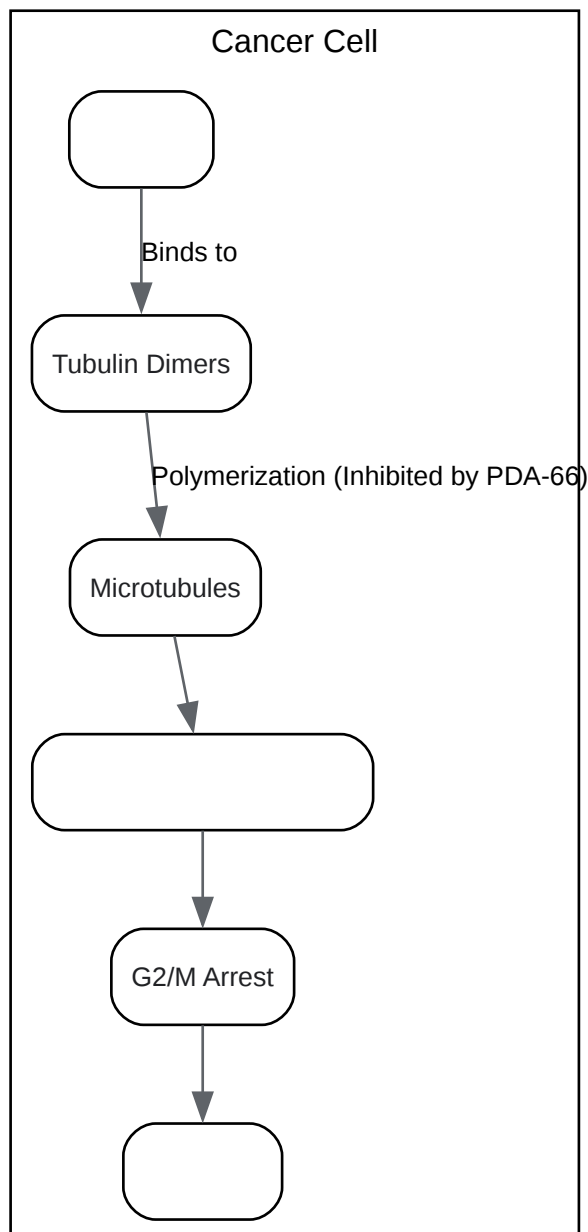 Cancer Cell
Binds to
Tubulin Dimers
Polymerization (Inhibited by PDA-66)
Microtubules
G2/M Arrest